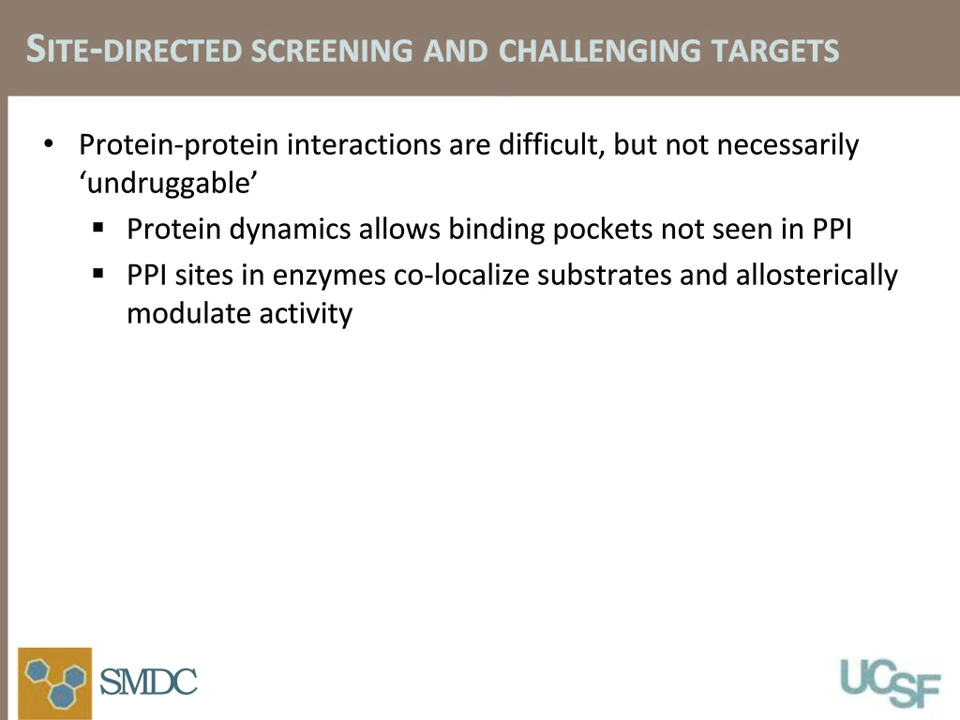 SITE-DIRECTED SCREENING AND CHALLENGING TARGETS
• Protein-protein interactions are difficult, but not necessarily
‘undruggable’
▪ Protein dynamics allows binding pockets not seen in PPI
▪ PPI sites in enzymes co-localize substrates and allosterically
modulate activity
SMDC
UCSF